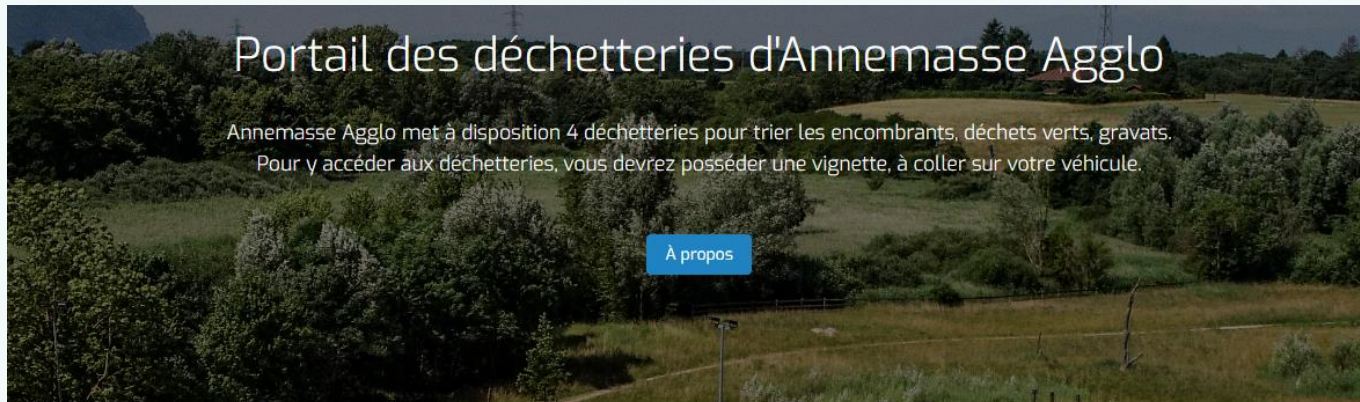 Portail des déchetteries d'Annemasse Agglo
Annemasse Agglo met à disposition 4 déchetteries pour trier les encombrants, déchets verts, gravats.
Pour y accéder aux déchetteries, vous devrez posséder une vignette, à coller sur votre véhicule.
À propos